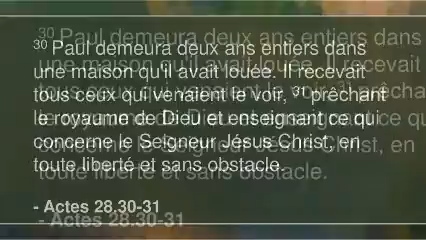 ³⁰ Paul demeura deux ans entiers dans
une maison qu'il avait louée. Il recevait
tous ceux qui venaient le voir, ³¹ prêchant
le royaume de Dieu et enseignant ce qui
concerne le Seigneur Jésus Christ, en
toute liberté et sans obstacle.
- Actes 28.30-31